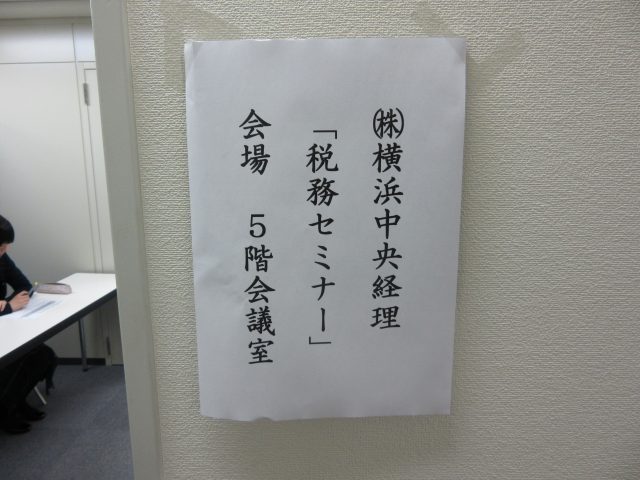 ㈱横浜中央経理
「税務セミナー」
会場　５階会議室